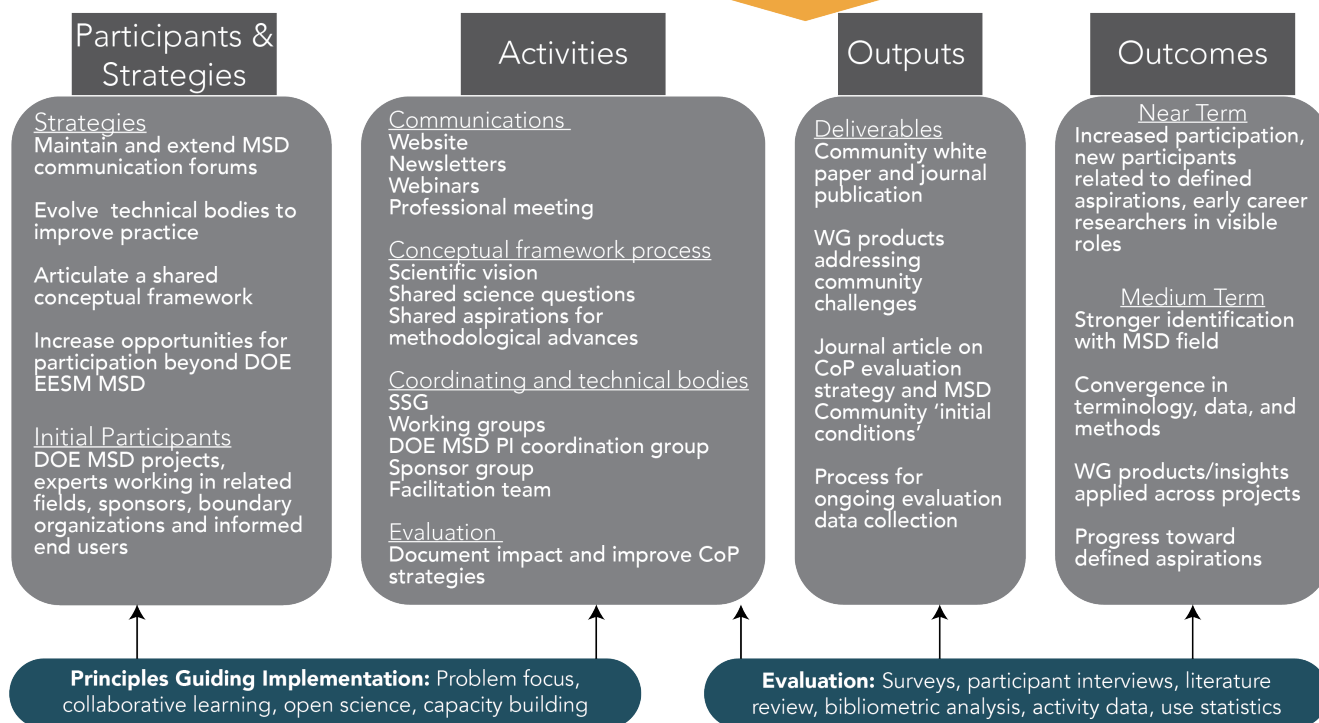 Participants &
Strategies
Strategies
Maintain and extend MSD
communication forums
Evolve technical bodies to
improve practice
Articulate a shared
conceptual framework
Increase opportunities for
participation beyond DOE
EESM MSD
Initial Participants
DOE MSD projects,
experts working in related
fields, sponsors, boundary
organizations and informed
end users
Activities
Communications
Website
Newsletters
Webinars
Professional meeting
Conceptual framework process
Scientific vision
Shared science questions
Shared aspirations for
methodological advances
Coordinating and technical bodies
SSG
Working groups
DOE MSD PI coordination group
Sponsor group
Facilitation team
Evaluation
Document impact and improve CoP
strategies
Outputs
Deliverables
Community white
paper and journal
publication
WG products
addressing
community
challenges
Journal article on
CoP evaluation
strategy and MSD
Community ‘initial
conditions’
Process for
ongoing evaluation
data collection
Outcomes
Near Term
Increased participation,
new participants
related to defined
aspirations, early career
researchers in visible
roles
Medium Term
Stronger identification
with MSD field
Convergence in
terminology, data, and
methods
WG products/insights
applied across projects
Progress toward
defined aspirations
Principles Guiding Implementation: Problem focus,
collaborative learning, open science, capacity building
Evaluation: Surveys, participant interviews, literature
review, bibliometric analysis, activity data, use statistics